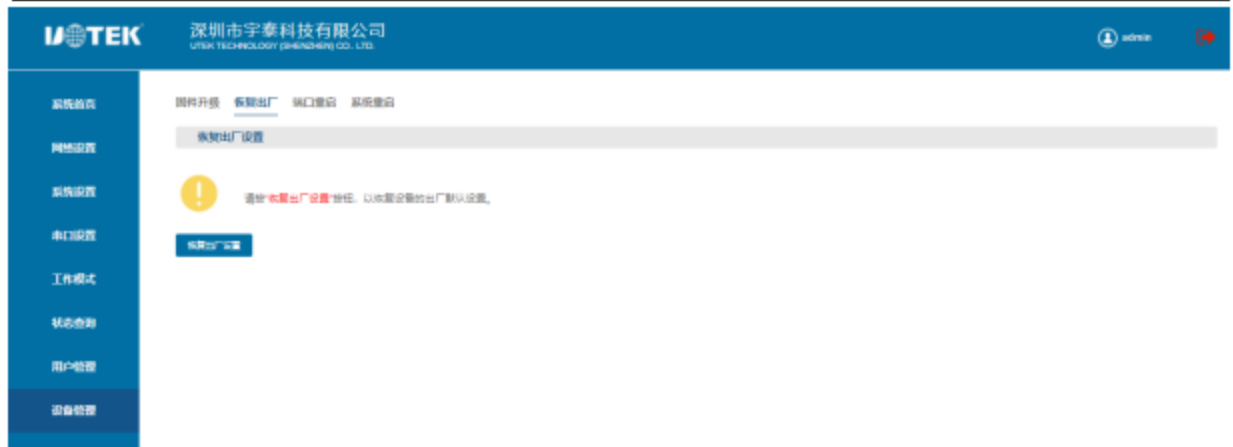 UTEK
深圳市宇泰科技有限公司
UTEK TECHNOLOGY (SHENZHEN) CO., LTD.
admin
系统首页
网络设置
系统设置
串口设置
工作模式
状态查询
用户管理
设备管理
固件升级 恢复出厂 端口重启 系统重启
恢复出厂设置
请按"恢复出厂设置"按钮，以恢复设备的出厂默认设置。
恢复出厂设置